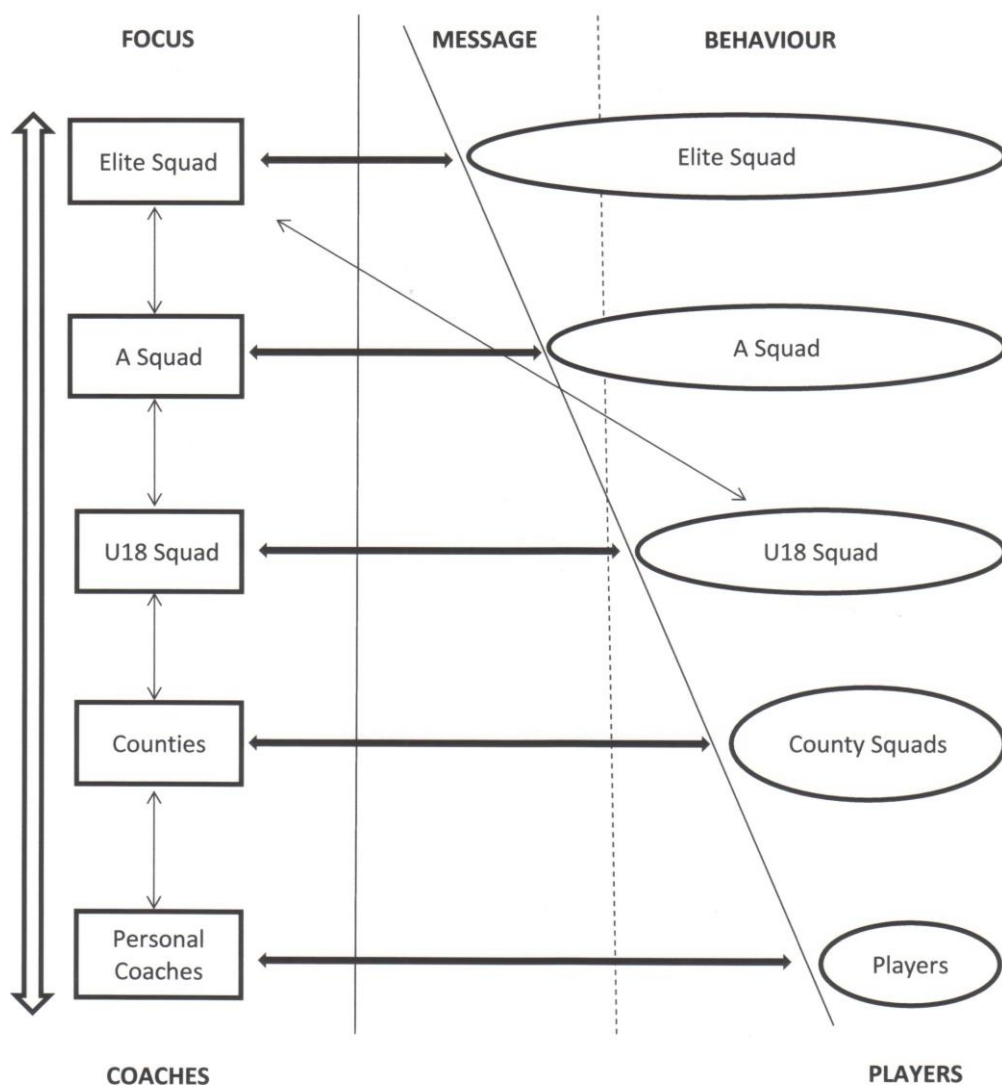 FOCUS MESSAGE BEHAVIOUR
Elite Squad Elite Squad
A Squad A Squad
U18 Squad U18 Squad
Counties County Squads
Personal
Coaches Players
COACHES PLAYERS